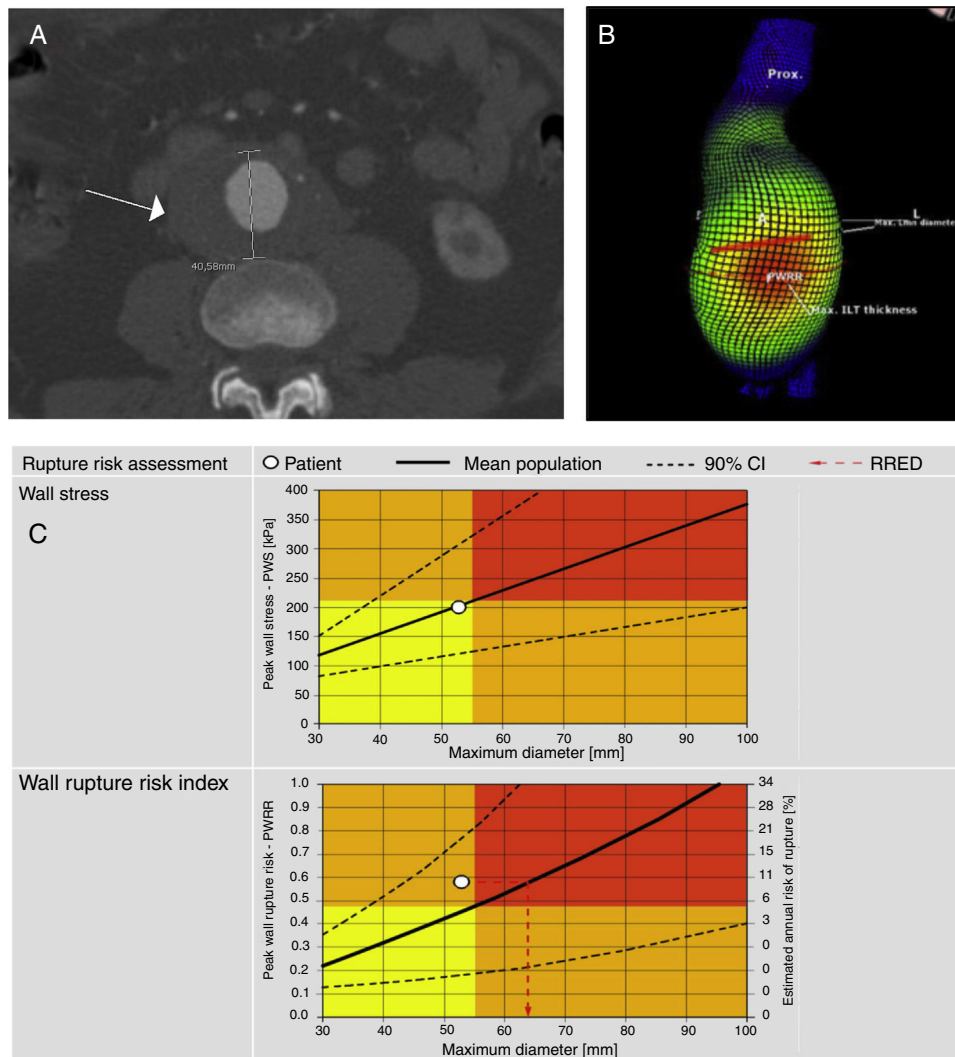 A
40,58mm
B
Prox.
A
L
PWRR
Max. ILT thickness
Rupture risk assessment
Patient
Mean population
90% CI
RRED
Wall stress
C
Peak wall stress - PWS [kPa]
400
350
300
250
200
150
100
50
0
30 40 50 60 70 80 90 100
Maximum diameter [mm]
Wall rupture risk index
Peak wall rupture risk - PWRR
1.0
0.9
0.8
0.7
0.6
0.5
0.4
0.3
0.2
0.1
0.0
34
28
21
15
11
6
3
0
0
0
0
Estimated annual risk of rupture [%]
30 40 50 60 70 80 90 100
Maximum diameter [mm]